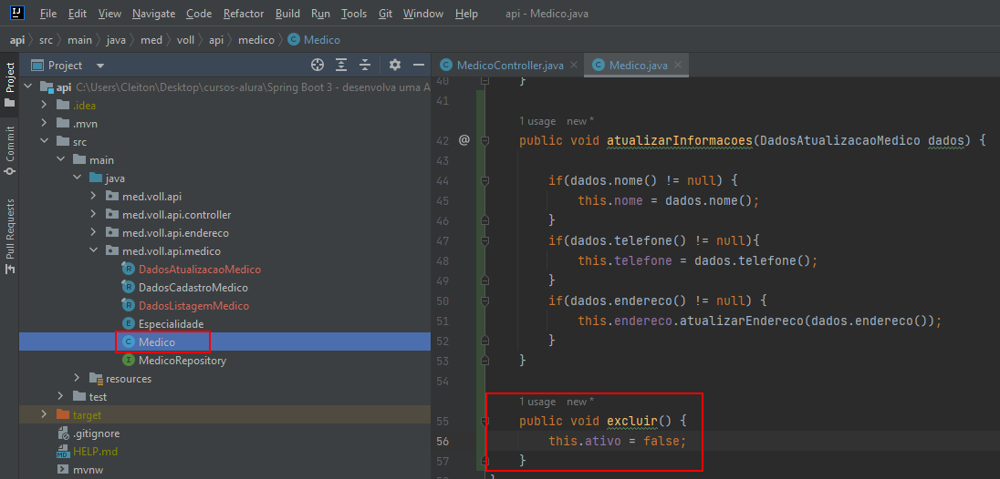 File Edit View Navigate Code Refactor Build Run Tools Git Window Help api - Medico.java
api src main java med voll api medico Medico
Project
MedicoController.java Medico.java
Project
Commit
Pull Requests
api C:\Users\Cleiton\Desktop\cursos-alura\Spring Boot 3 - desenvolva uma A
.idea
.mvn
src
main
java
med.voll.api
med.voll.api.controller
med.voll.api.endereco
med.voll.api.medico
DadosAtualizacaoMedico
DadosCadastroMedico
DadosListagemMedico
Especialidade
Medico
MedicoRepository
resources
test
target
.gitignore
HELP.md
mvnw
40 }
41
1 usage new *
42 public void atualizarInformacoes(DadosAtualizacaoMedico dados) {
43
44 if(dados.nome() != null) {
45 this.nome = dados.nome();
46 }
47 if(dados.telefone() != null){
48 this.telefone = dados.telefone();
49 }
50 if(dados.endereco() != null) {
51 this.endereco.atualizarEndereco(dados.endereco());
52 }
53 }
54
1 usage new *
55 public void excluir() {
56 this.ativo = false;
57 }
58 }